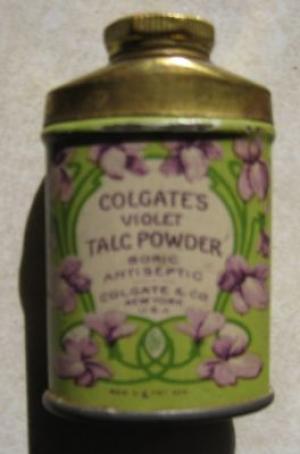 COLGATE'S
VIOLET
TALC POWDER
BORIC
ANTISEPTIC
COLGATE & CO
NEW YORK
U.S.A